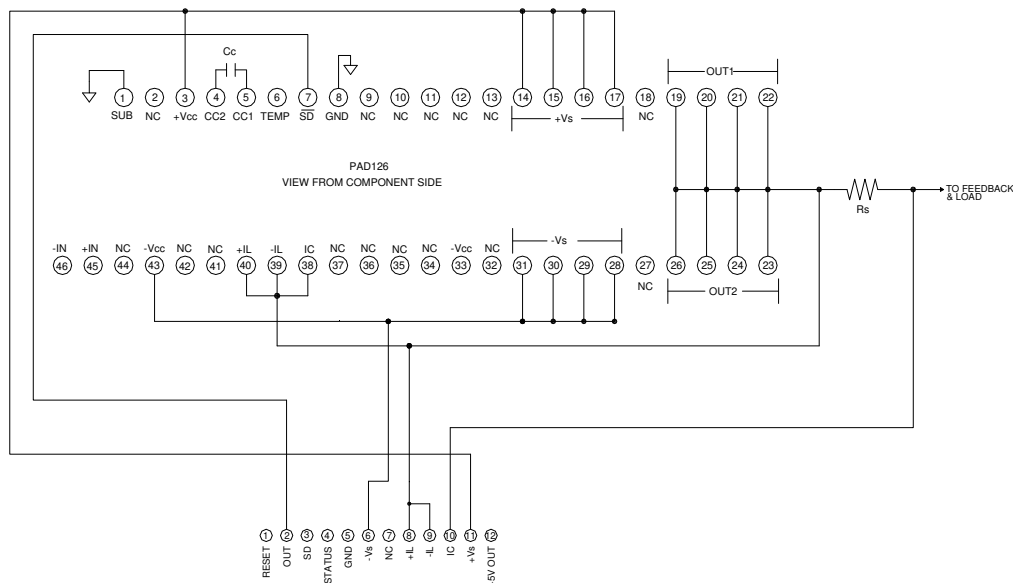 Cc
OUT1
1 2 3 4 5 6 7 8 9 10 11 12 13 14 15 16 17 18 19 20 21 22
SUB NC +Vcc CC2 CC1 TEMP SD GND NC NC NC NC NC +Vs NC
PAD126
VIEW FROM COMPONENT SIDE
TO FEEDBACK
& LOAD
Rs
-IN +IN NC -Vcc NC NC +IL -IL IC NC NC NC NC -Vcc NC -Vs
46 45 44 43 42 41 40 39 38 37 36 35 34 33 32 31 30 29 28 27 26 25 24 23
NC
OUT2
1 2 3 4 5 6 7 8 9 10 11 12
RESET OUT SD STATUS GND -Vs NC +IL -IL IC +Vs -5V OUT